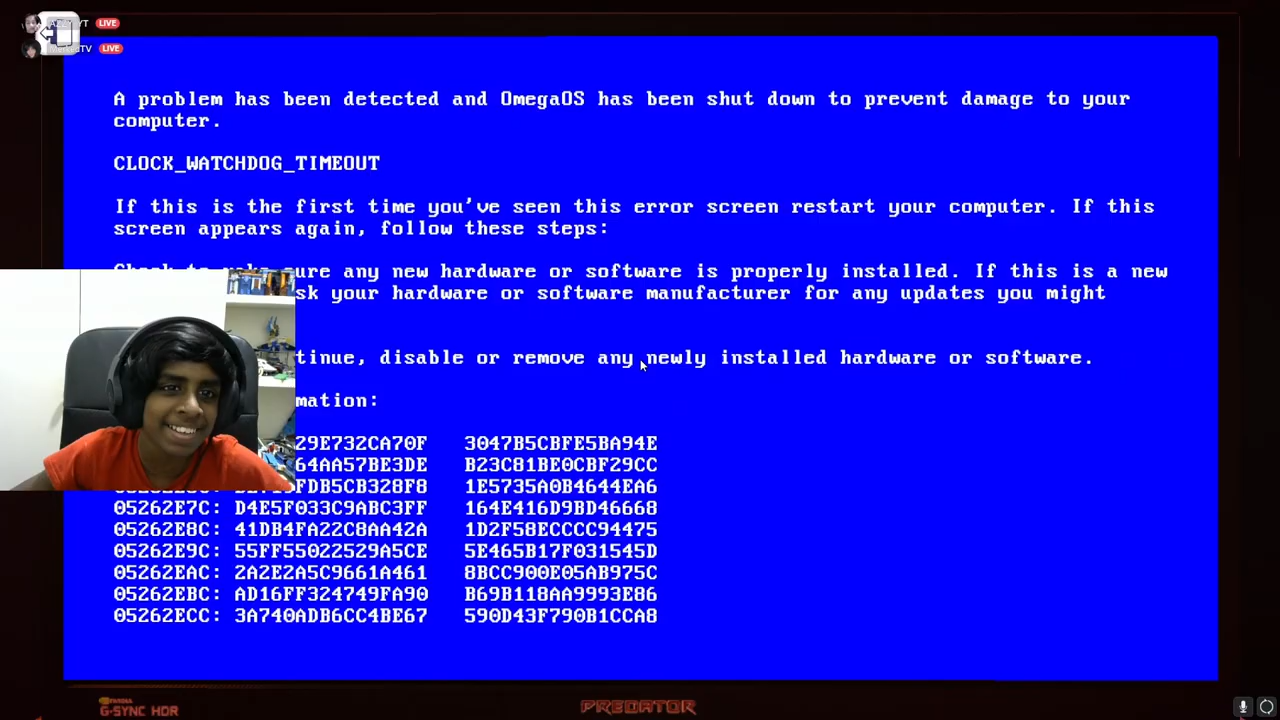 LIVE
LIVE
A problem has been detected and OmegaOS has been shut down to prevent damage to your
computer.
CLOCK_WATCHDOG_TIMEOUT
If this is the first time you've seen this error screen restart your computer. If this
screen appears again, follow these steps:
sure any new hardware or software is properly installed. If this is a new
your hardware or software manufacturer for any updates you might
disable or remove any newly installed hardware or software.
29E732CA70F 3047B5CBFE5BA94E
64AA57BE3DE B23C81BE0CBF29CC
FDB5CB328F8 1E5735A0B4644EA6
05262E7C: D4E5F033C9ABC3FF 164E416D9BD46668
05262E8C: 41DB4FA22C8AA42A 1D2F58ECCCC94475
05262E9C: 55FF55022529A5CE 5E465B17F031545D
05262EAC: 2A2E2A5C9661A461 8BCC900E05AB975C
05262EBC: AD16FF324749FA90 B69B118AA9993E86
05262ECC: 3A740ADB6CC4BE67 590D43F790B1CCA8
NVIDIA
G-SYNC HDR
PREDATOR